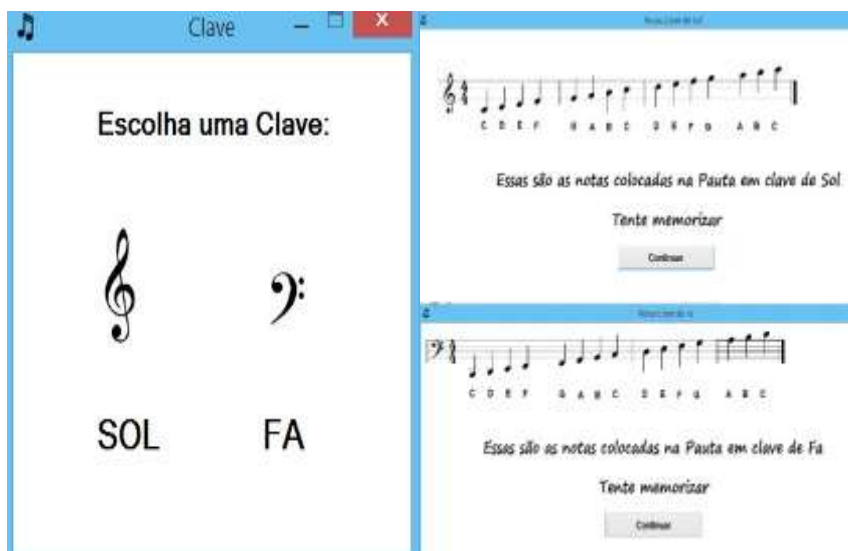 Clave
Escolha uma Clave:
SOL FA
C D E F G A B C D E F G A B C
Essas são as notas colocadas na Pauta em clave de Sol
Tente memorizar
Continuar
C D E F G A B C D E F G A B C
Essas são as notas colocadas na Pauta em clave de Fa
Tente memorizar
Continuar